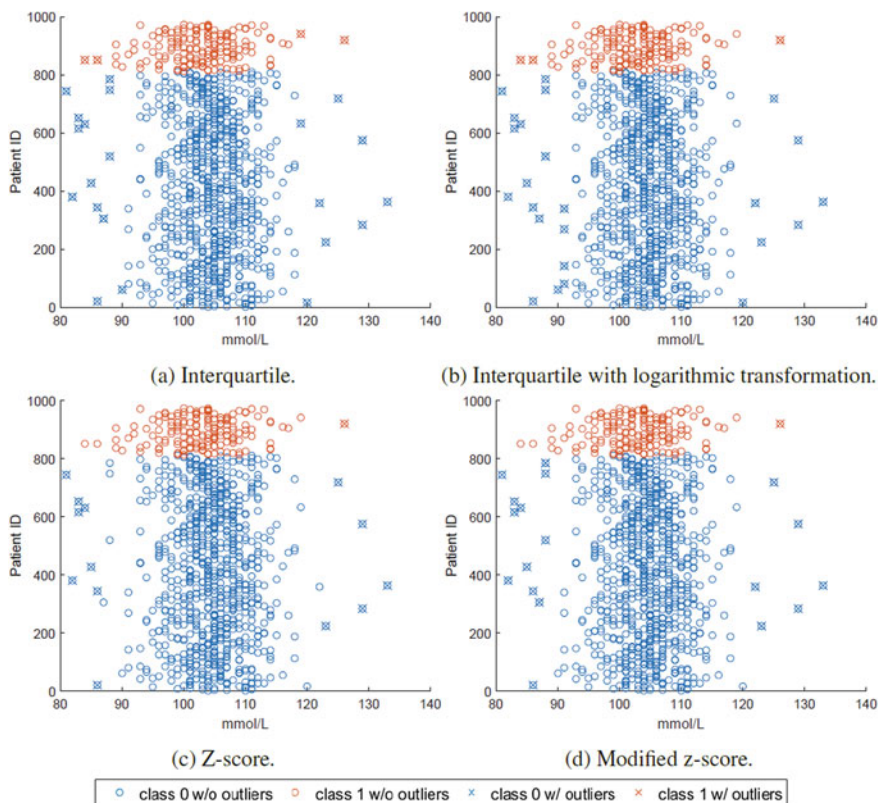 1000
800
600
400
200
0
Patient ID
80 90 100 110 120 130 140
mmol/L
(a) Interquartile.
1000
800
600
400
200
0
Patient ID
80 90 100 110 120 130 140
mmol/L
(b) Interquartile with logarithmic transformation.
1000
800
600
400
200
0
Patient ID
80 90 100 110 120 130 140
mmol/L
(c) Z-score.
1000
800
600
400
200
0
Patient ID
80 90 100 110 120 130 140
mmol/L
(d) Modified z-score.
class 0 w/o outliers class 1 w/o outliers class 0 w/ outliers class 1 w/ outliers